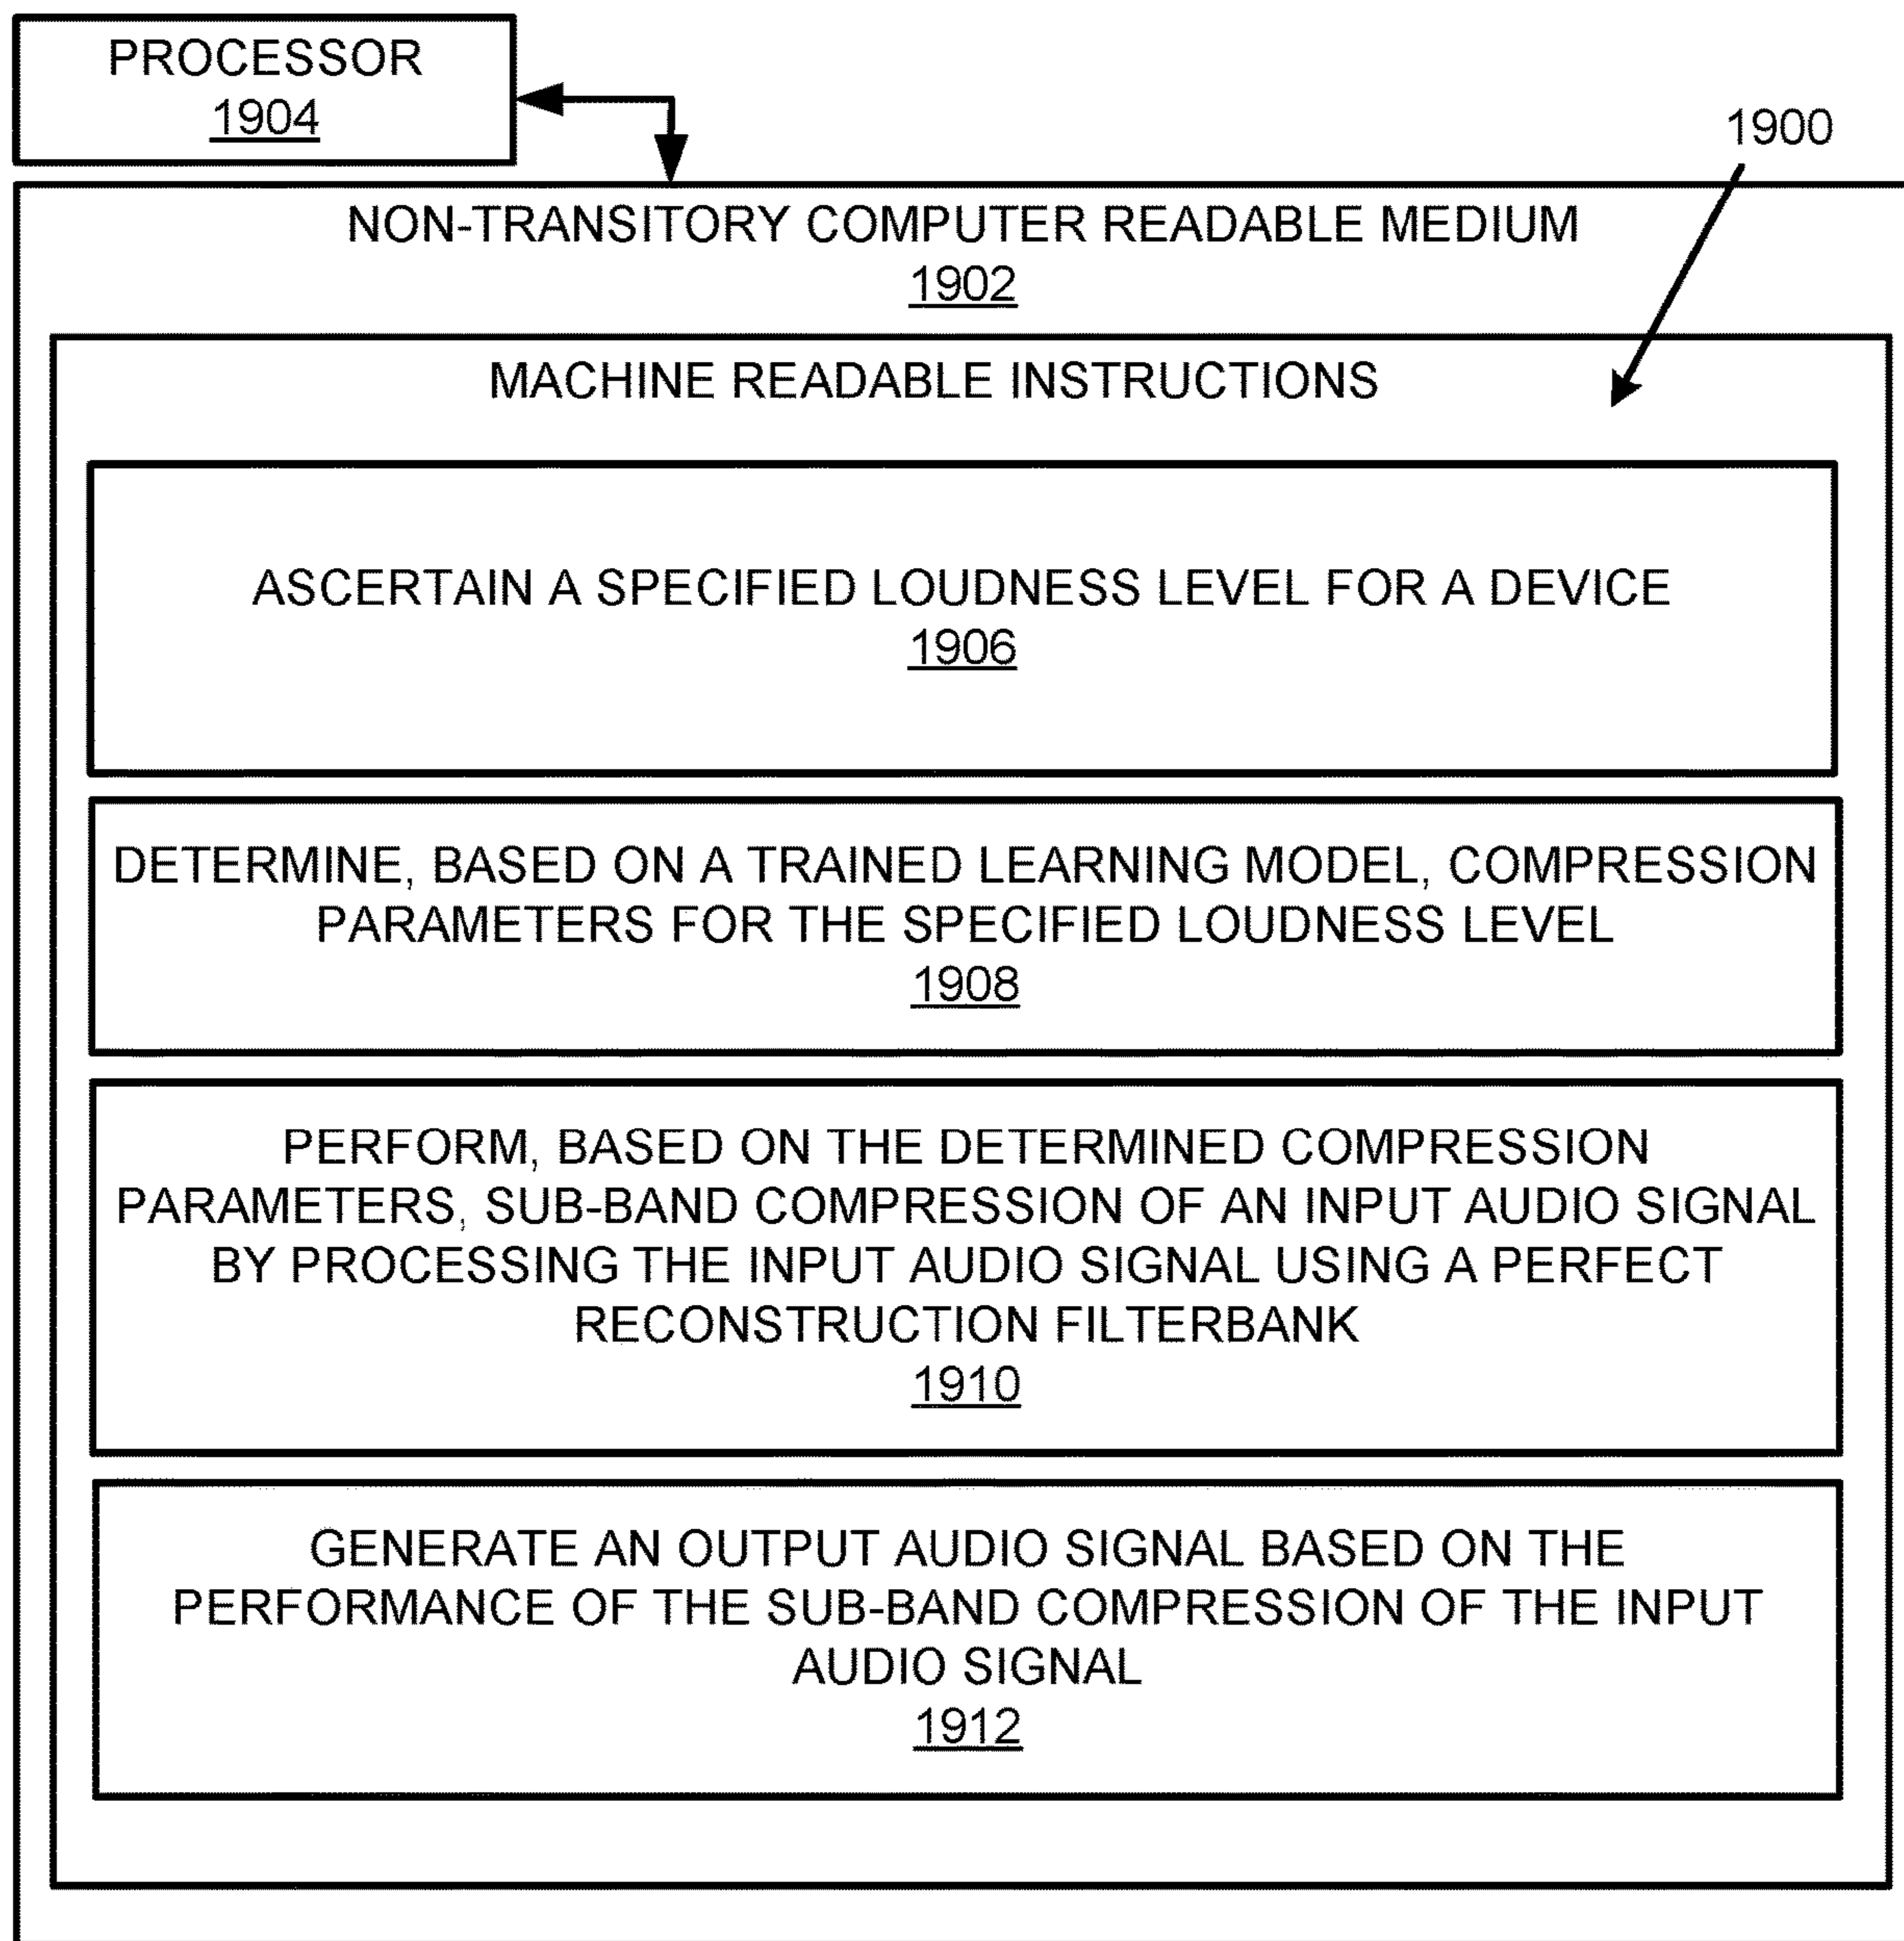 PROCESSOR
1904
1900
NON-TRANSITORY COMPUTER READABLE MEDIUM
1902
MACHINE READABLE INSTRUCTIONS
ASCERTAIN A SPECIFIED LOUDNESS LEVEL FOR A DEVICE
1906
DETERMINE, BASED ON A TRAINED LEARNING MODEL, COMPRESSION
PARAMETERS FOR THE SPECIFIED LOUDNESS LEVEL
1908
PERFORM, BASED ON THE DETERMINED COMPRESSION
PARAMETERS, SUB-BAND COMPRESSION OF AN INPUT AUDIO SIGNAL
BY PROCESSING THE INPUT AUDIO SIGNAL USING A PERFECT
RECONSTRUCTION FILTERBANK
1910
GENERATE AN OUTPUT AUDIO SIGNAL BASED ON THE
PERFORMANCE OF THE SUB-BAND COMPRESSION OF THE INPUT
AUDIO SIGNAL
1912